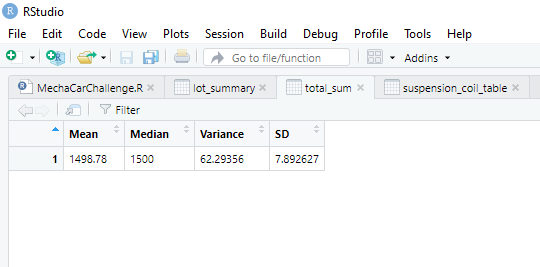 RStudio
File Edit Code View Plots Session Build Debug Profile Tools Help
Go to file/function Addins
MechaCarChallenge.R lot_summary total_sum suspension_coil_table
Filter
Mean Median Variance SD
1 1498.78 1500 62.29356 7.892627